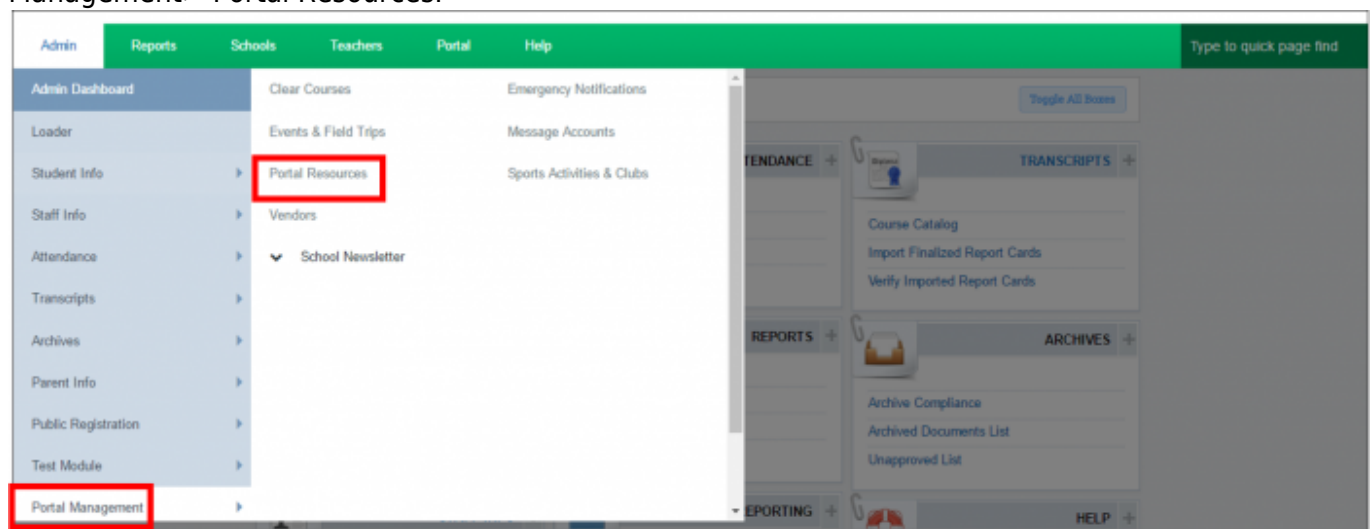 Management> Portal Resources.
Admin Reports Schools Teachers Portal Help Type to quick page find
Admin Dashboard
Loader
Student Info
Staff Info
Attendance
Transcripts
Archives
Parent Info
Public Registration
Test Module
Portal Management
Clear Courses
Events & Field Trips
Portal Resources
Vendors
School Newsletter
Emergency Notifications
Message Accounts
Sports Activities & Clubs
Toggle All Boxes
TENDANCE +
TRANSCRIPTS +
Course Catalog
Import Finalized Report Cards
Verify Imported Report Cards
REPORTS +
ARCHIVES +
Archive Compliance
Archived Documents List
Unapproved List
EPORTING +
HELP +